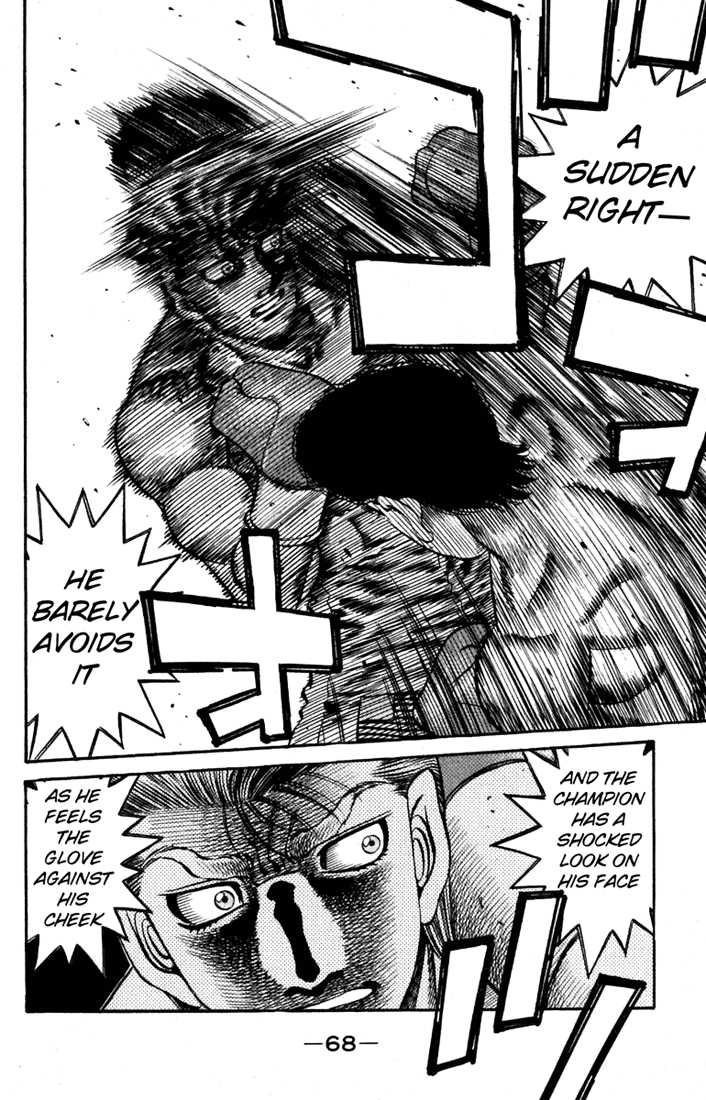 A
SUDDEN
RIGHT—
HE
BARELY
AVOIDS
IT
AND THE
CHAMPION
HAS A
SHOCKED
LOOK ON
HIS FACE
AS HE
FEELS
THE
GLOVE
AGAINST
HIS
CHEEK
—68—